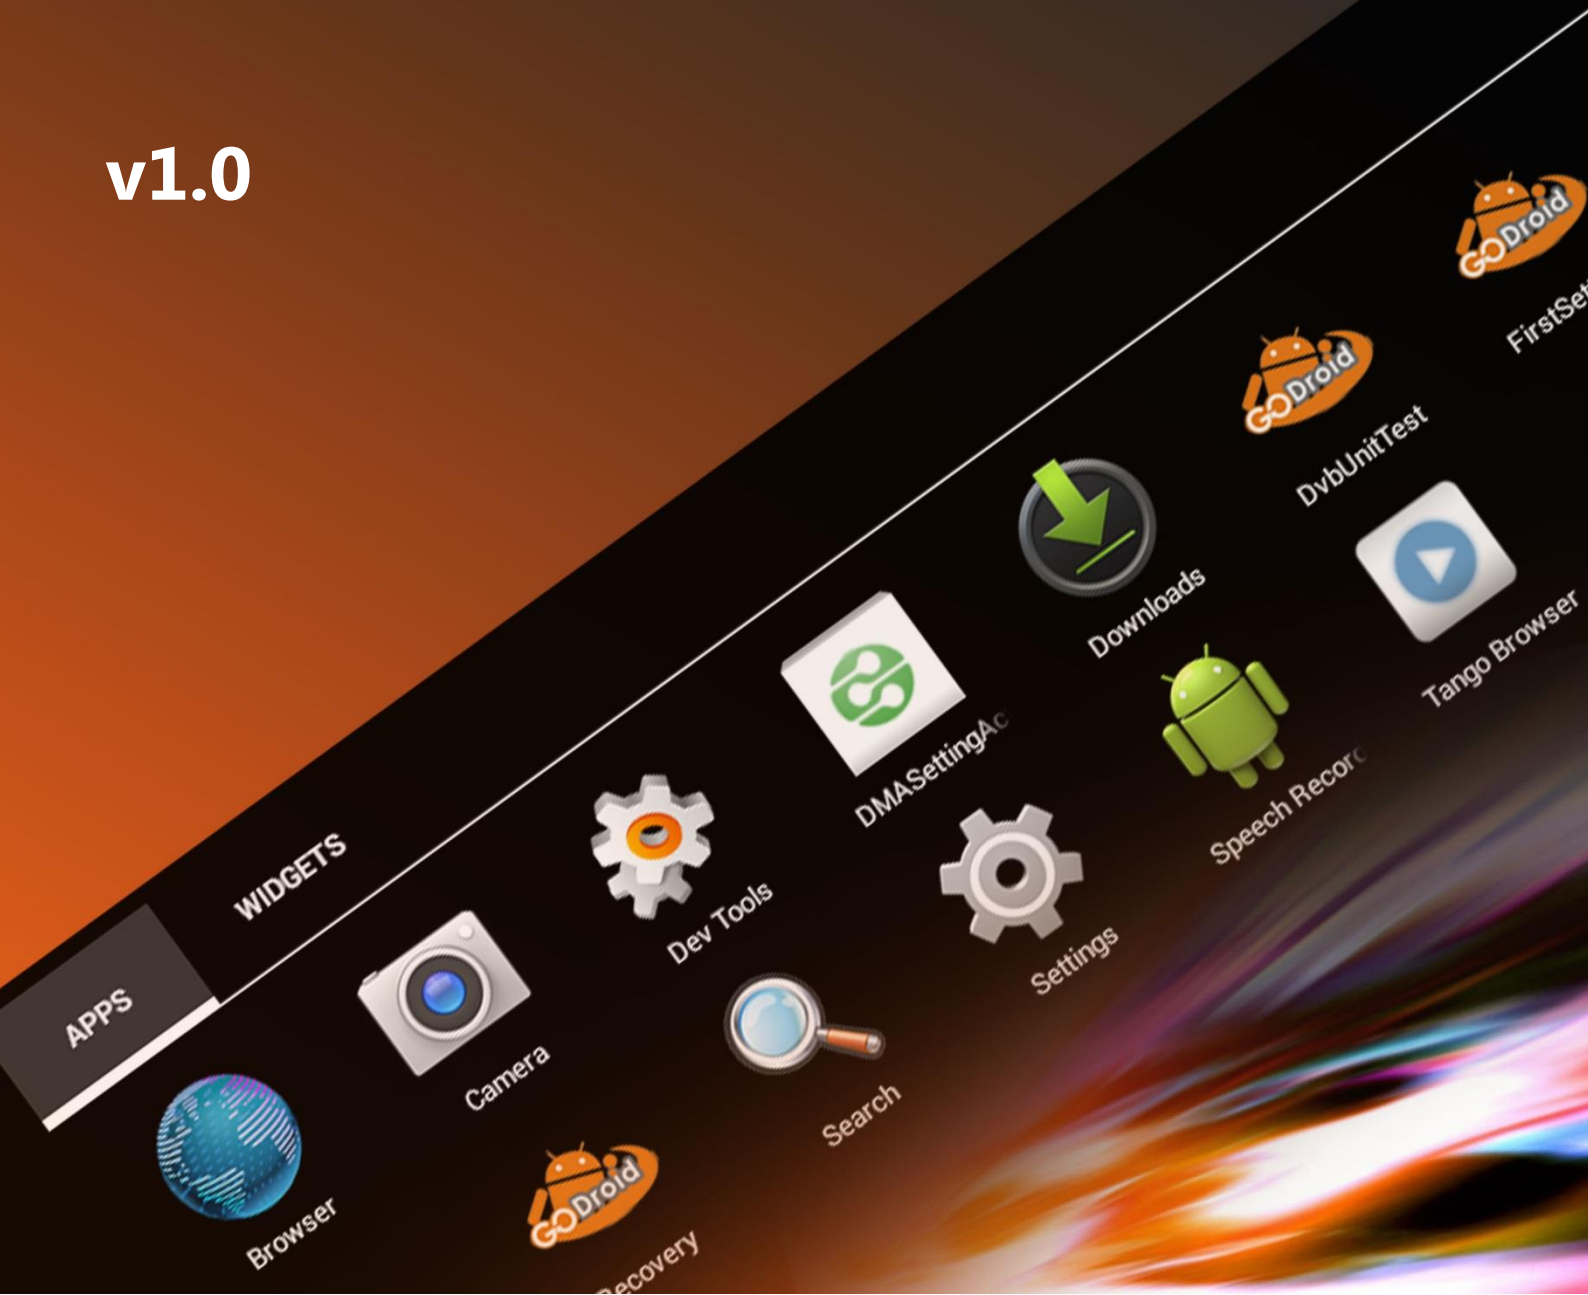 v1.0
APPS
WIDGETS
GODroid
GODroid
GODroid
Browser
Camera
Dev Tools
DMASettingAc
Downloads
DvbUnitTest
FirstSet
Recovery
Search
Settings
Speech Recorc
Tango Browser